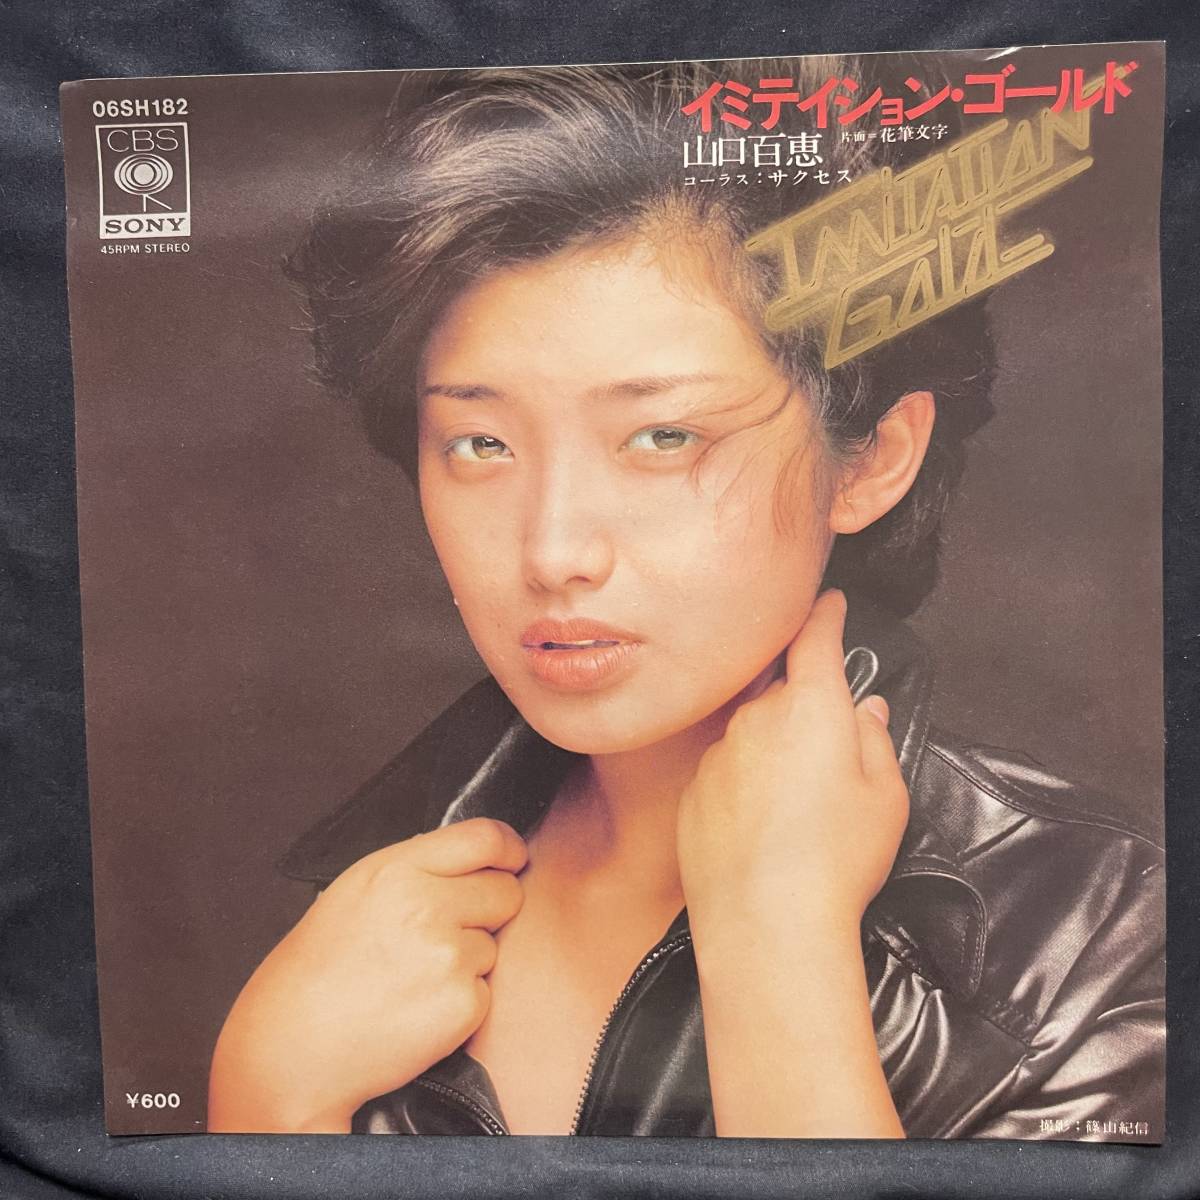 06SH182
CBS
SONY
45RPM STEREO
イミテイション・ゴールド
山口百恵 片面=花筆文字
コーラス：サクセス
IMITATION
GOLD
¥600
撮影：篠山紀信